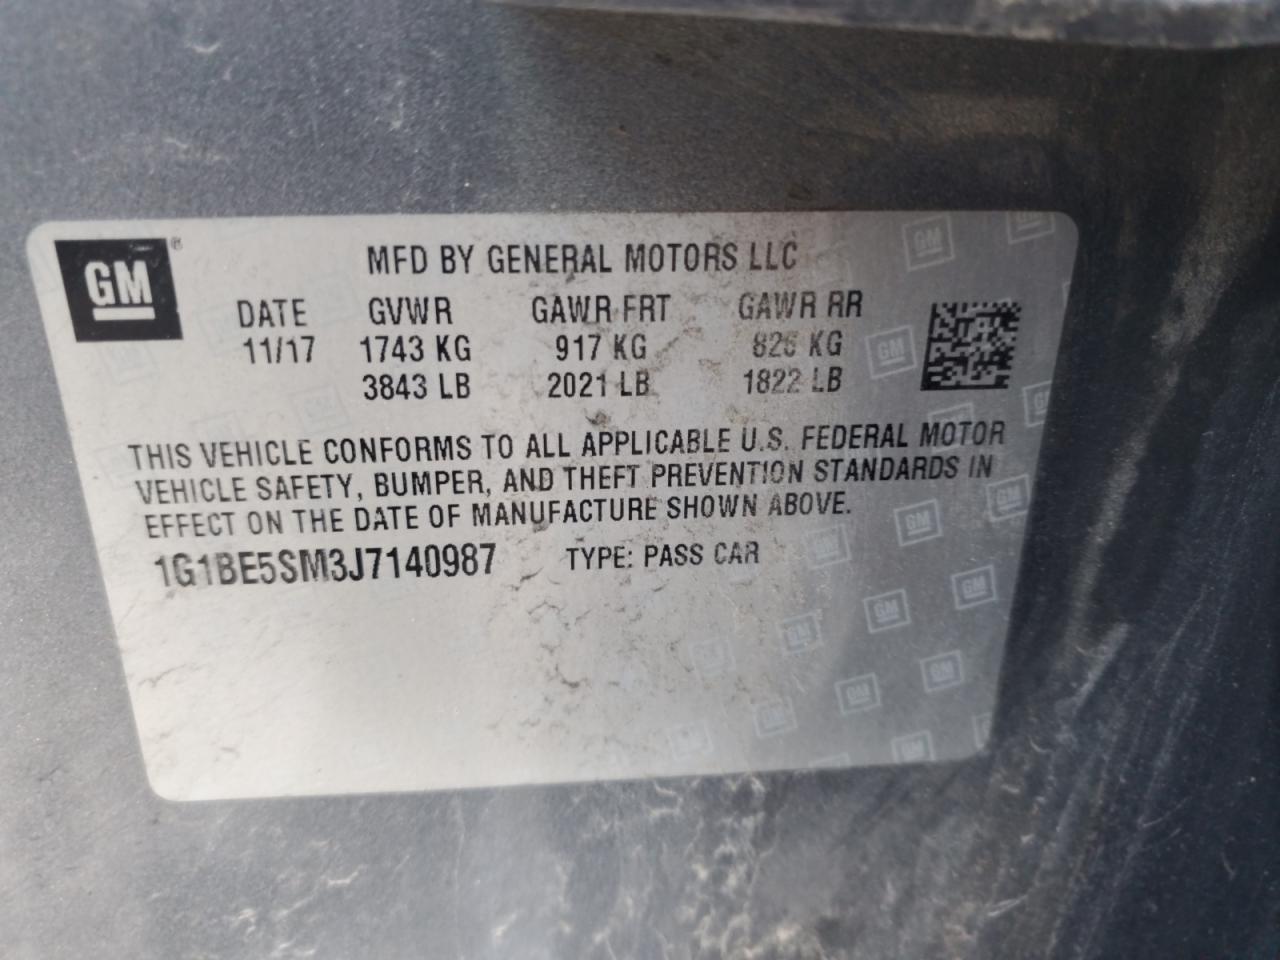 GM ®
MFD BY GENERAL MOTORS LLC
DATE GVWR GAWR FRT GAWR RR
11/17 1743 KG 917 KG 826 KG
3843 LB 2021 LB 1822 LB
THIS VEHICLE CONFORMS TO ALL APPLICABLE U.S. FEDERAL MOTOR
VEHICLE SAFETY, BUMPER, AND THEFT PREVENTION STANDARDS IN
EFFECT ON THE DATE OF MANUFACTURE SHOWN ABOVE.
1G1BE5SM3J7140987 TYPE: PASS CAR